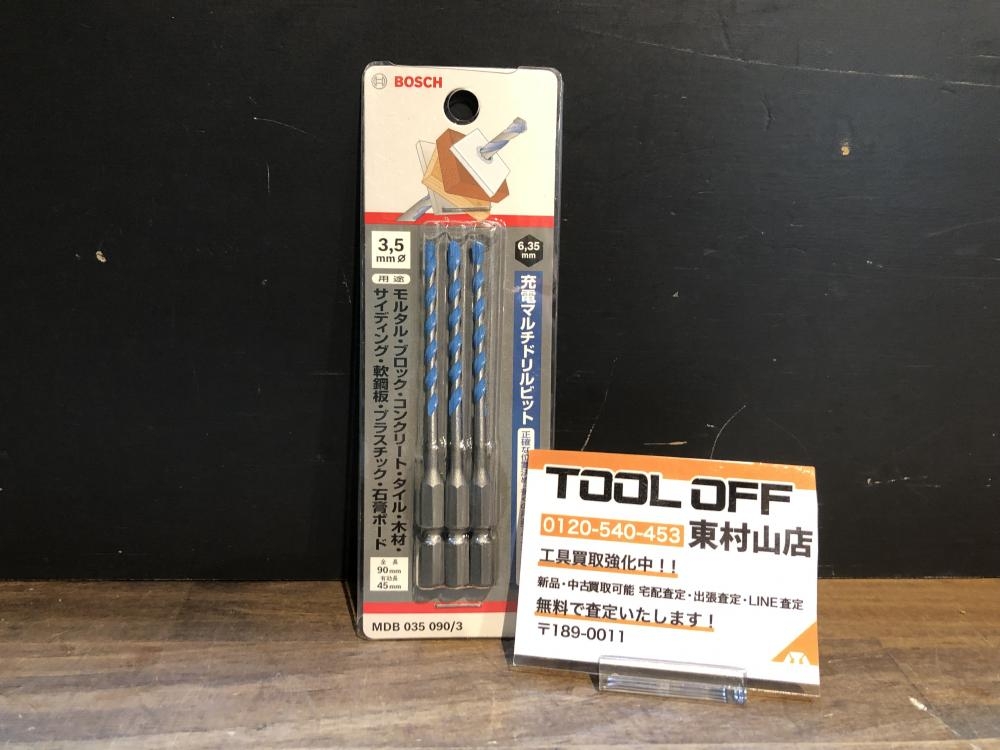 BOSCH
3,5
mm ø
用途
モルタル・ブロック・コンクリート・タイル・木材・
サイディング・軟鋼板・プラスチック・石膏ボード
全長
90mm
有効長
45mm
6,35
mm
充電マルチドリルビット
MDB 035 090/3
TOOL OFF
0120-540-453 東村山店
工具買取強化中!!
新品・中古買取可能 宅配査定・出張査定・LINE査定
無料で査定いたします!
〒189-0011